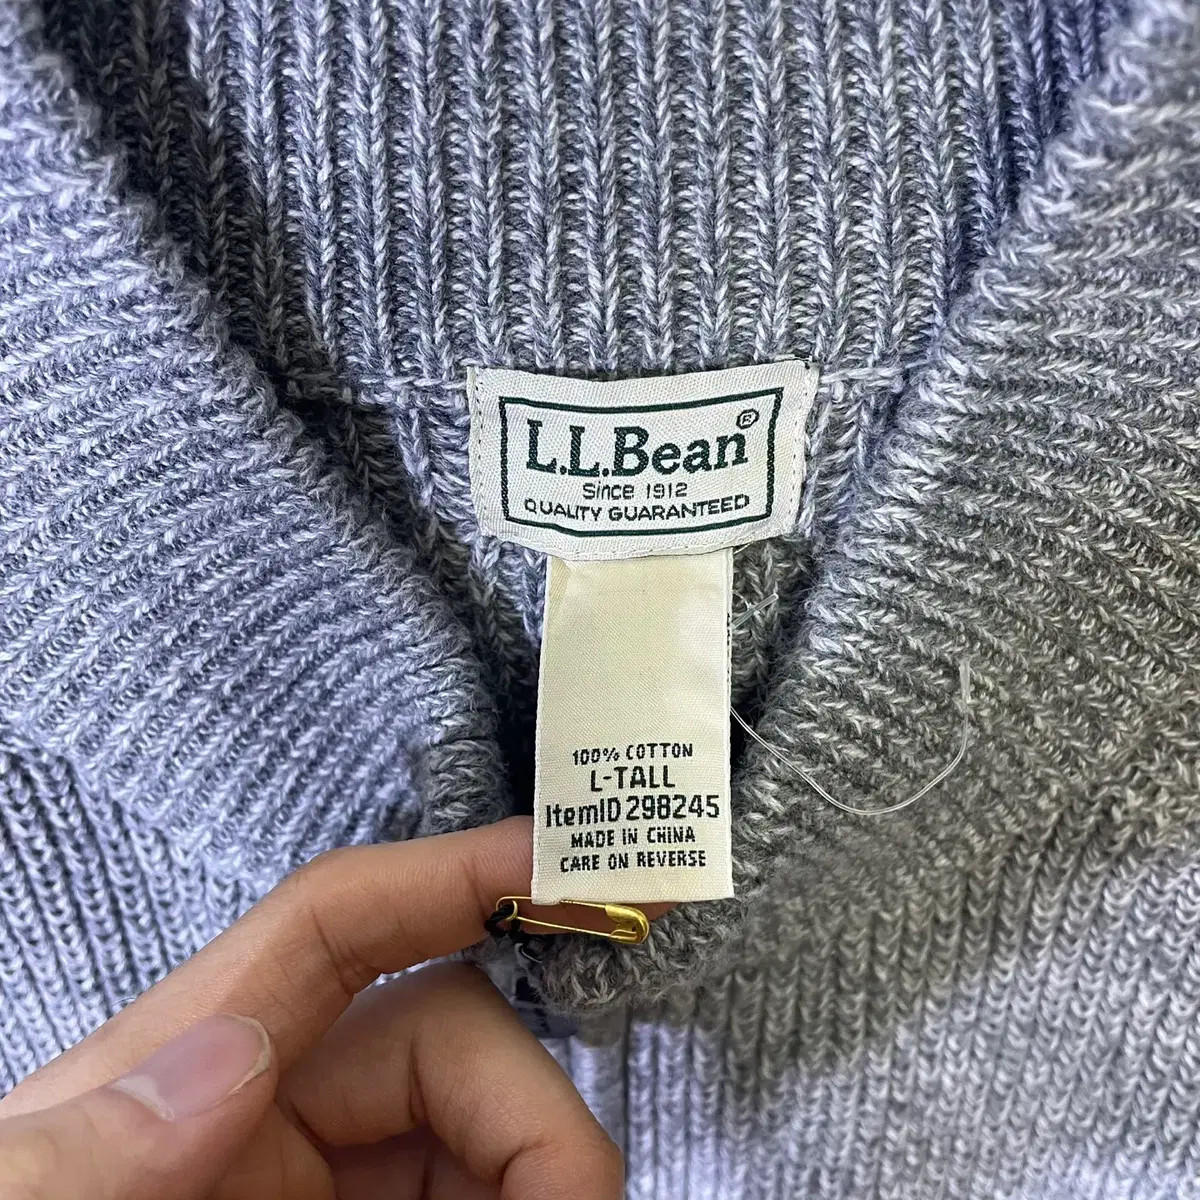 L.L.Bean®
Since 1912
QUALITY GUARANTEED
100% COTTON
L-TALL
ItemID 298245
MADE IN CHINA
CARE ON REVERSE